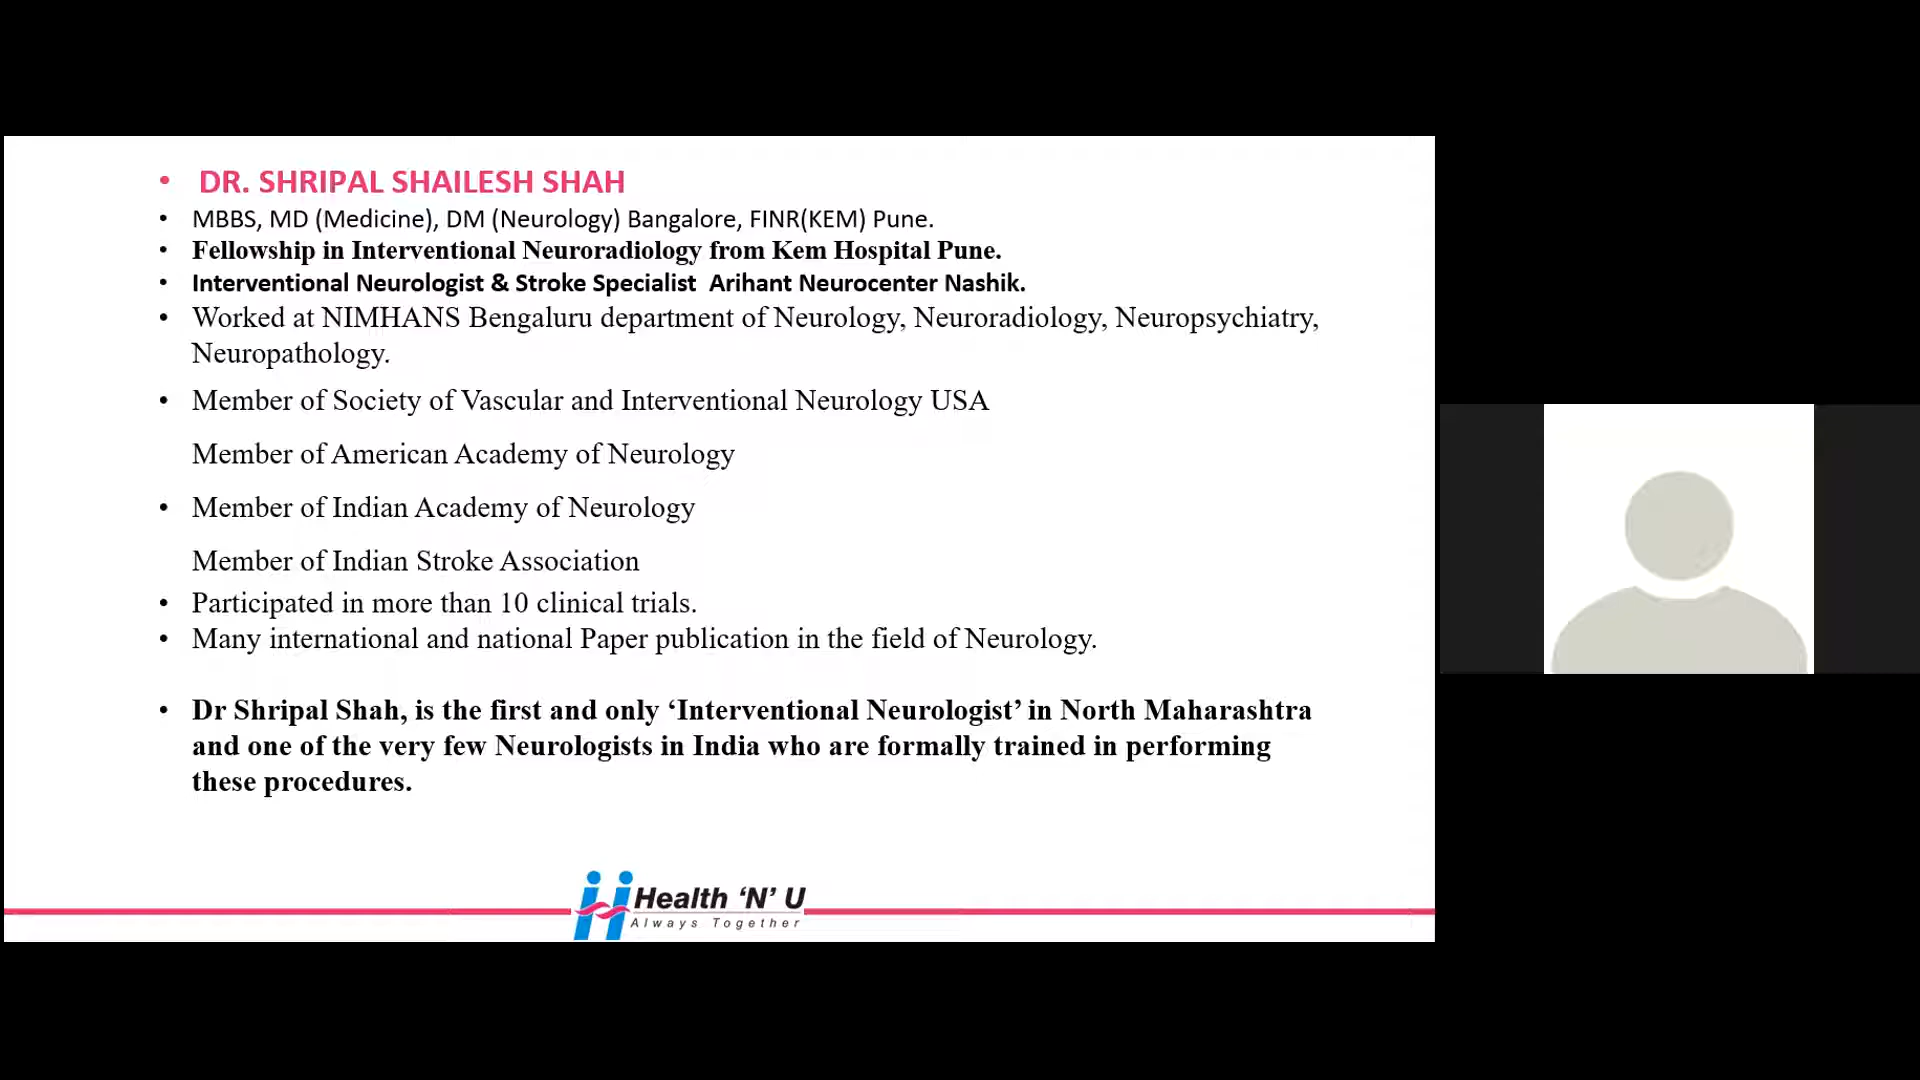 • DR. SHRIPAL SHAILESH SHAH
• MBBS, MD (Medicine), DM (Neurology) Bangalore, FINR(KEM) Pune.
• Fellowship in Interventional Neuroradiology from Kem Hospital Pune.
• Interventional Neurologist & Stroke Specialist Arihant Neurocenter Nashik.
• Worked at NIMHANS Bengaluru department of Neurology, Neuroradiology, Neuropsychiatry,
Neuropathology.
• Member of Society of Vascular and Interventional Neurology USA
Member of American Academy of Neurology
• Member of Indian Academy of Neurology
Member of Indian Stroke Association
• Participated in more than 10 clinical trials.
• Many international and national Paper publication in the field of Neurology.
• Dr Shripal Shah, is the first and only ‘Interventional Neurologist’ in North Maharashtra
and one of the very few Neurologists in India who are formally trained in performing
these procedures.
Health ‘N’ U
Always Together